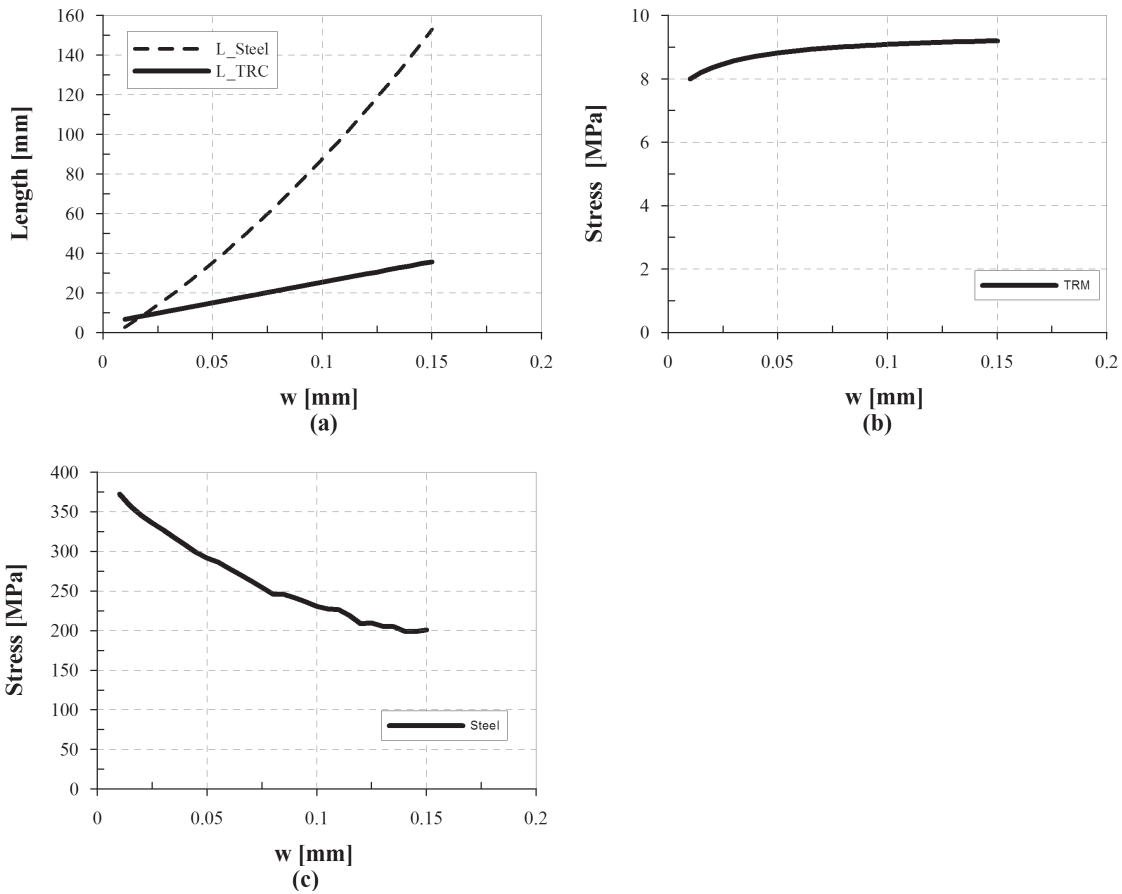 160
140
120
100
80
60
40
20
0
Length [mm]
L_Steel
L_TRC
0 0.05 0.1 0.15 0.2
w [mm]
(a)
10
8
6
4
2
0
Stress [MPa]
TRM
0 0.05 0.1 0.15 0.2
w [mm]
(b)
400
350
300
250
200
150
100
50
0
Stress [MPa]
Steel
0 0.05 0.1 0.15 0.2
w [mm]
(c)